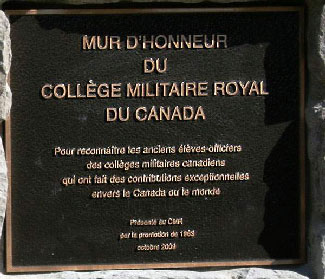 MUR D'HONNEUR
DU
COLLÈGE MILITAIRE ROYAL
DU CANADA
Pour reconnaître les anciens élèves-officiers
des collèges militaires canadiens
qui ont fait des contributions exceptionnelles
envers le Canada ou le monde
Présenté au CMR
par la promotion de 1963
octobre 2009